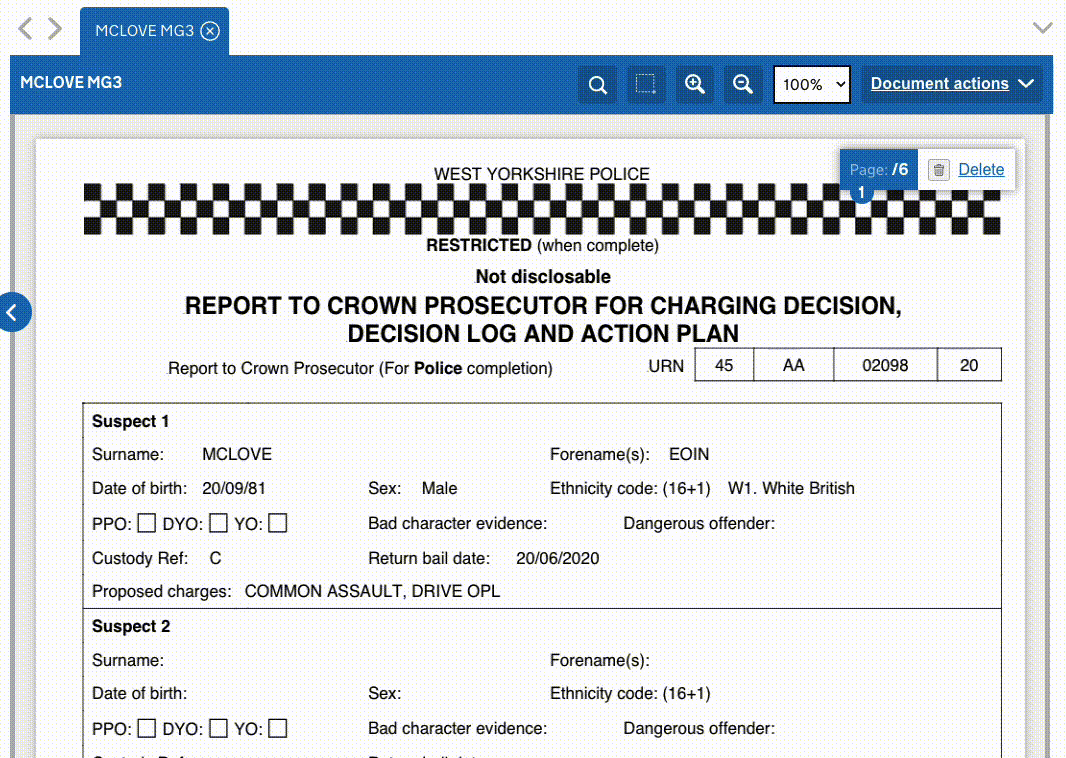 MCLOVE MG3
MCLOVE MG3
100%
Document actions
Page: /6
1
Delete
WEST YORKSHIRE POLICE
RESTRICTED (when complete)
Not disclosable
REPORT TO CROWN PROSECUTOR FOR CHARGING DECISION,
DECISION LOG AND ACTION PLAN
Report to Crown Prosecutor (For Police completion) URN 45 AA 02098 20
Suspect 1
Surname: MCLOVE Forename(s): EOIN
Date of birth: 20/09/81 Sex: Male Ethnicity code: (16+1) W1. White British
PPO: DYO: YO: Bad character evidence: Dangerous offender:
Custody Ref: C Return bail date: 20/06/2020
Proposed charges: COMMON ASSAULT, DRIVE OPL
Suspect 2
Surname: Forename(s):
Date of birth: Sex: Ethnicity code: (16+1)
PPO: DYO: YO: Bad character evidence: Dangerous offender: